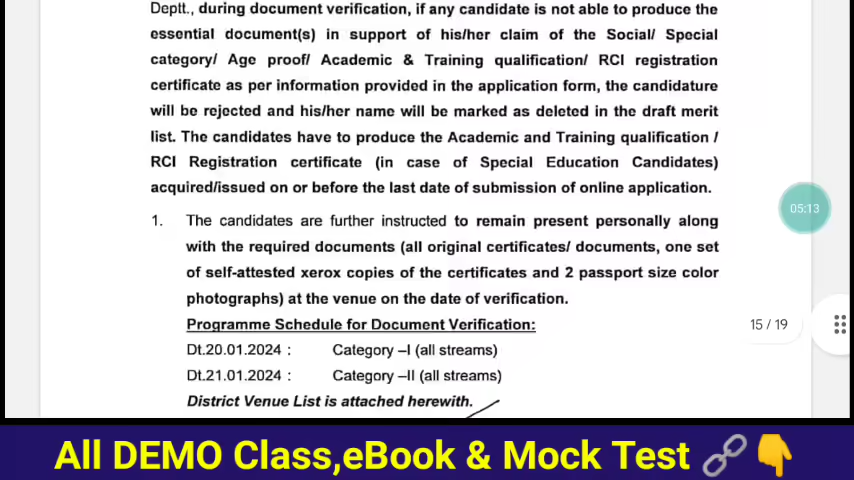 Deptt., during document verification, if any candidate is not able to produce the
essential document(s) in support of his/her claim of the Social/ Special
category/ Age proof/ Academic & Training qualification/ RCI registration
certificate as per information provided in the application form, the candidature
will be rejected and his/her name will be marked as deleted in the draft merit
list. The candidates have to produce the Academic and Training qualification /
RCI Registration certificate (in case of Special Education Candidates)
acquired/issued on or before the last date of submission of online application.
05:13
1. The candidates are further instructed to remain present personally along
with the required documents (all original certificates/ documents, one set
of self-attested xerox copies of the certificates and 2 passport size color
photographs) at the venue on the date of verification.
Programme Schedule for Document Verification:
15 / 19
Dt.20.01.2024 : Category –I (all streams)
Dt.21.01.2024 : Category –II (all streams)
District Venue List is attached herewith.
All DEMO Class,eBook & Mock Test 🔗👇